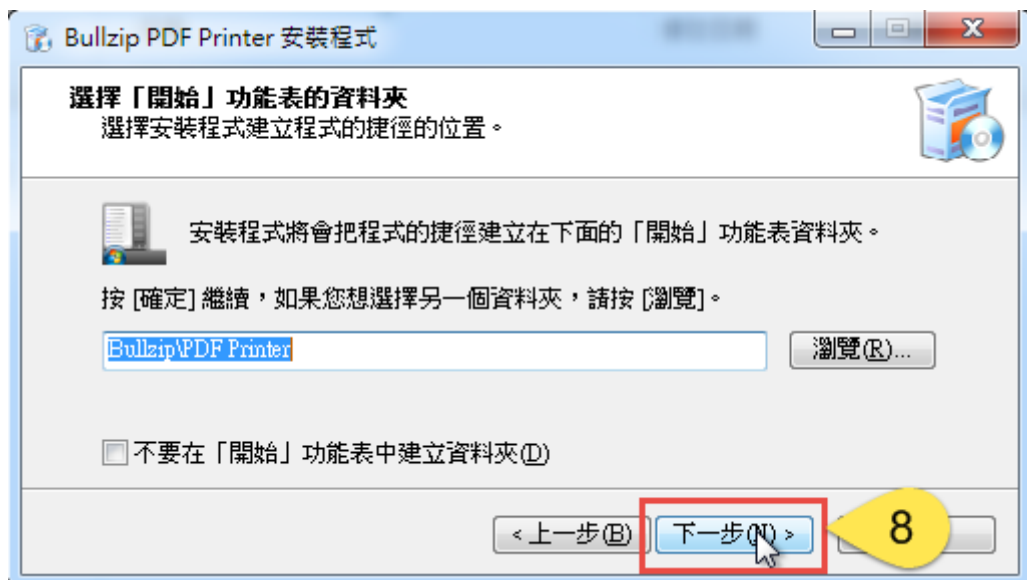 Bullzip PDF Printer 安裝程式
選擇「開始」功能表的資料夾
選擇安裝程式建立程式的捷徑的位置。
安裝程式將會把程式的捷徑建立在下面的「開始」功能表資料夾。
按 [確定] 繼續，如果您想選擇另一個資料夾，請按 [瀏覽]。
Bullzip\PDF Printer
瀏覽(R)...
不要在「開始」功能表中建立資料夾(D)
<上一步(B)
下一步(N) >
8